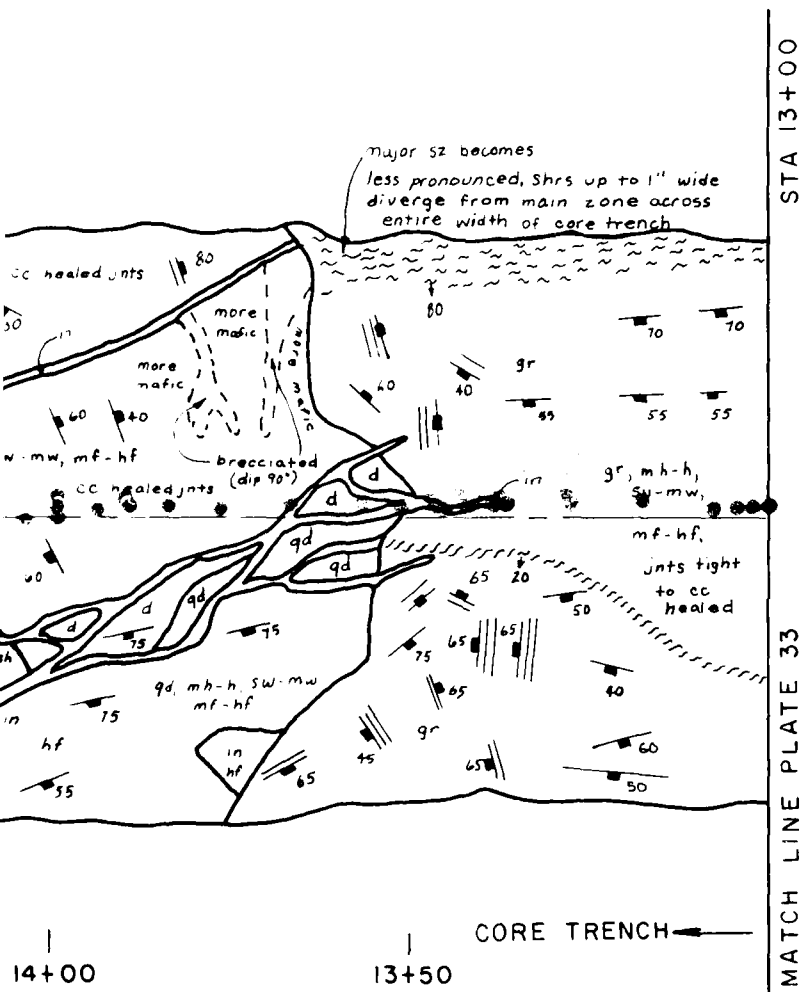 STA 13+00
major sz becomes
less pronounced, Shrs up to 1" wide
diverge from main zone across
entire width of core trench
80
cc healed jnts
30
in
more
mafic
more
mafic
more mafic
80
70
70
gr
60
40
55
55
60
40
w-mw, mf-hf
brecciated
(dip 90°)
cc healed jnts
d
d
in
gr, mh-h,
sw-mw,
mf-hf,
jnts tight
to cc
healed
qd
qd
60
65
20
50
d
qd
d
75
75
65
65
75
40
sh
qd, mh-h, sw-mw
mf-hf
65
75
in
hf
gr
in
hf
45
60
65
65
50
55
CORE TRENCH
14+00
13+50
MATCH LINE PLATE 33